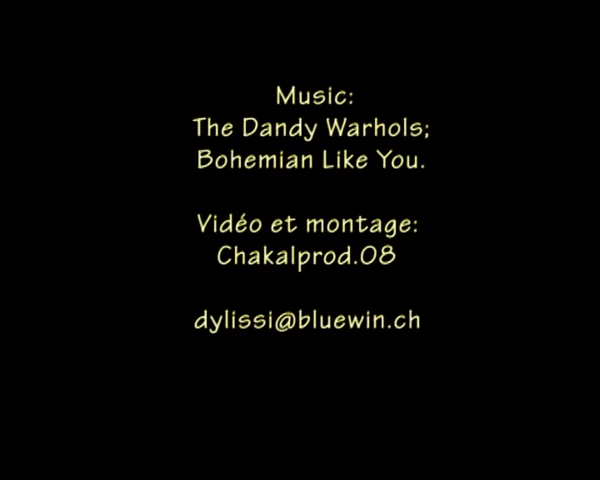 Music:
The Dandy Warhols;
Bohemian Like You.
Vidéo et montage:
Chakalprod.08
dylissi@bluewin.ch